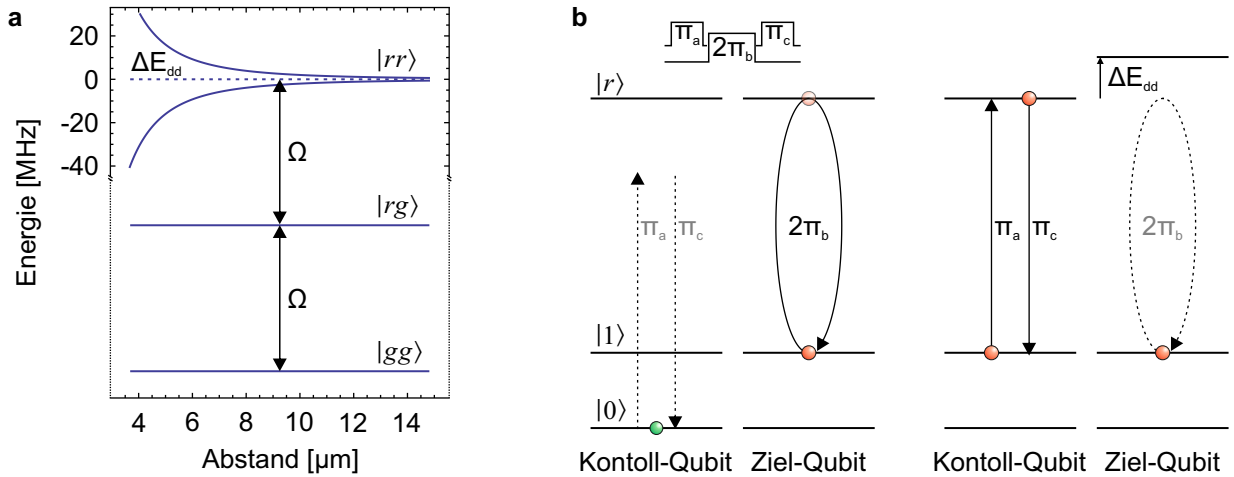 a
Energie [MHz]
20
0
-20
-40
ΔE_dd
|rr⟩
Ω
|rg⟩
Ω
|gg⟩
4 6 8 10 12 14
Abstand [µm]
b
π_a 2π_b π_c
|r⟩
|1⟩
|0⟩
π_a π_c
2π_b
π_a π_c
ΔE_dd
2π_b
Kontoll-Qubit Ziel-Qubit Kontoll-Qubit Ziel-Qubit